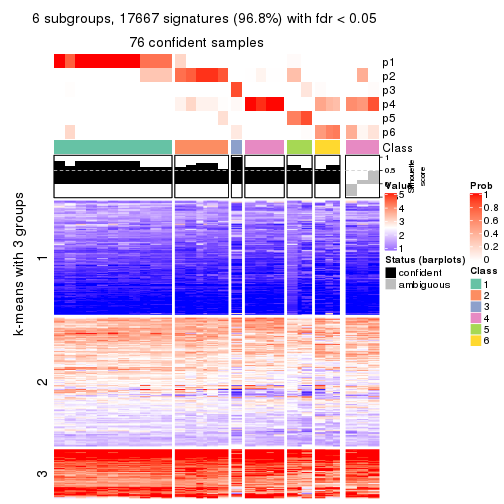 6 subgroups, 17667 signatures (96.8%) with fdr < 0.05
76 confident samples
p1
p2
p3
p4
p5
p6
Class
1
0.5
0
Silhouette
score
k-means with 3 groups
1
2
3
Value
5
4
3
2
1
Status (barplots)
confident
ambiguous
Prob
1
0.8
0.6
0.4
0.2
0
Class
1
2
3
4
5
6